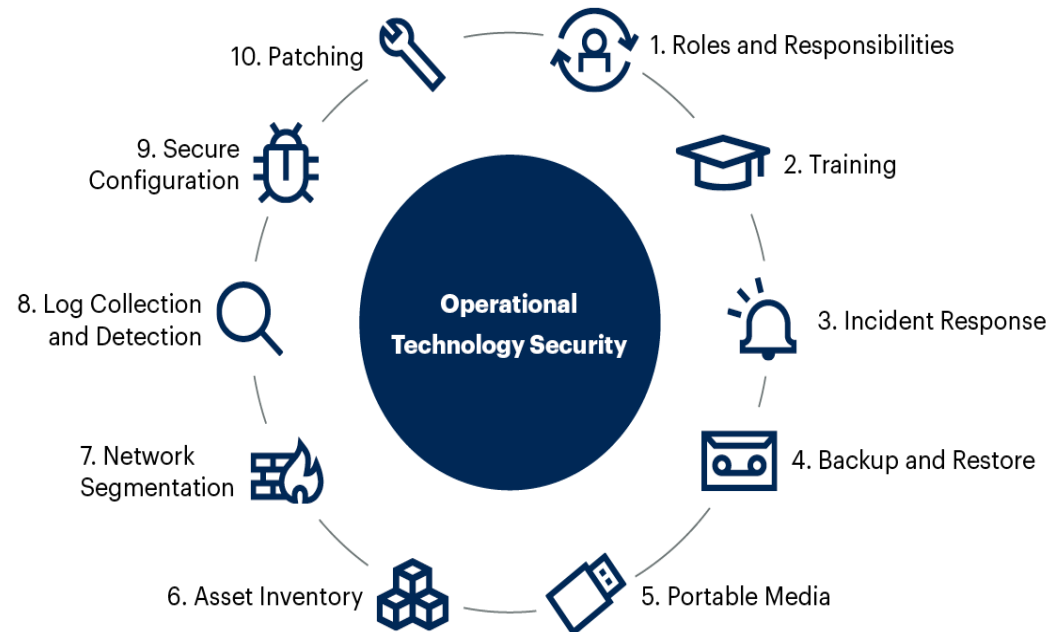 Operational
Technology Security
1. Roles and Responsibilities
2. Training
3. Incident Response
4. Backup and Restore
5. Portable Media
6. Asset Inventory
7. Network
Segmentation
8. Log Collection
and Detection
9. Secure
Configuration
10. Patching